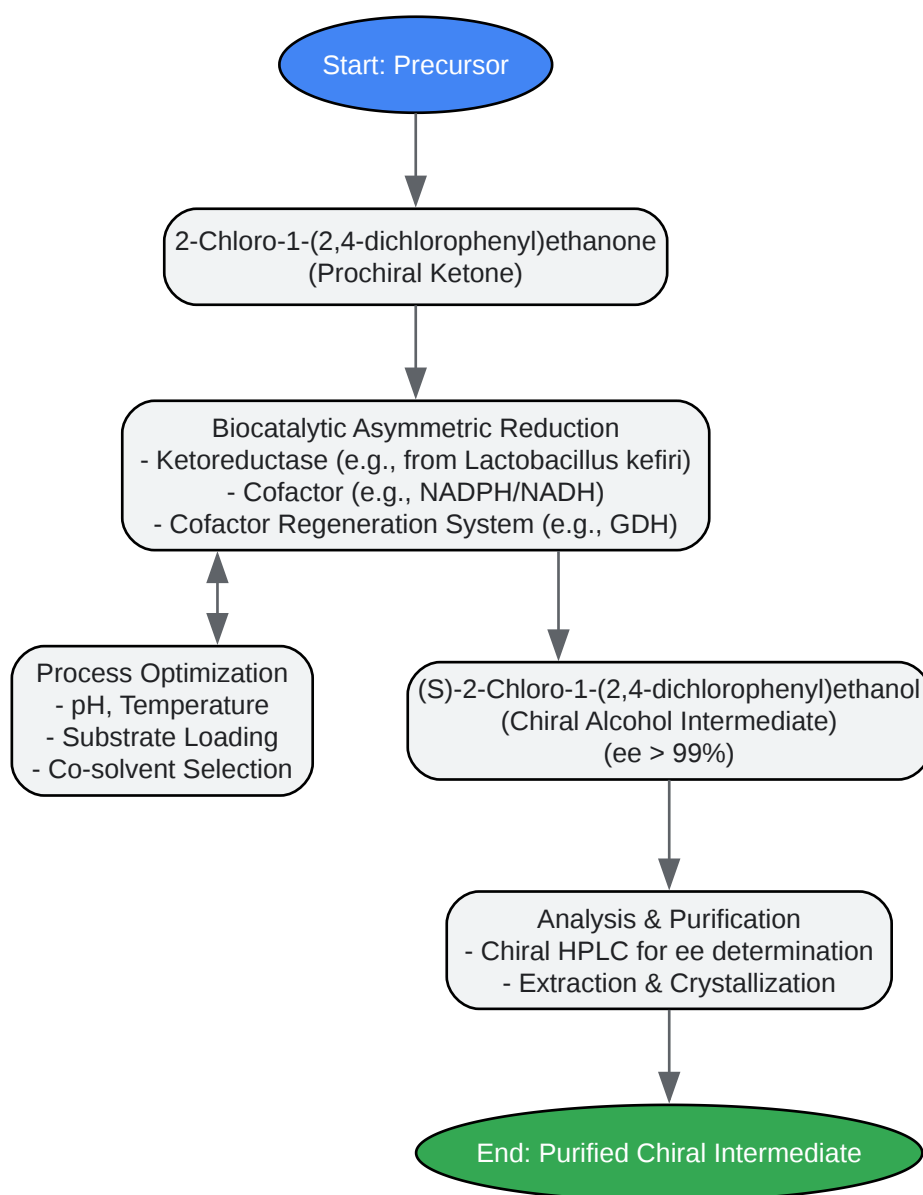 Start: Precursor
2-Chloro-1-(2,4-dichlorophenyl)ethanone
(Prochiral Ketone)
Biocatalytic Asymmetric Reduction
- Ketoreductase (e.g., from Lactobacillus kefiri)
- Cofactor (e.g., NADPH/NADH)
- Cofactor Regeneration System (e.g., GDH)
Process Optimization
- pH, Temperature
- Substrate Loading
- Co-solvent Selection
(S)-2-Chloro-1-(2,4-dichlorophenyl)ethanol
(Chiral Alcohol Intermediate)
(ee > 99%)
Analysis & Purification
- Chiral HPLC for ee determination
- Extraction & Crystallization
End: Purified Chiral Intermediate